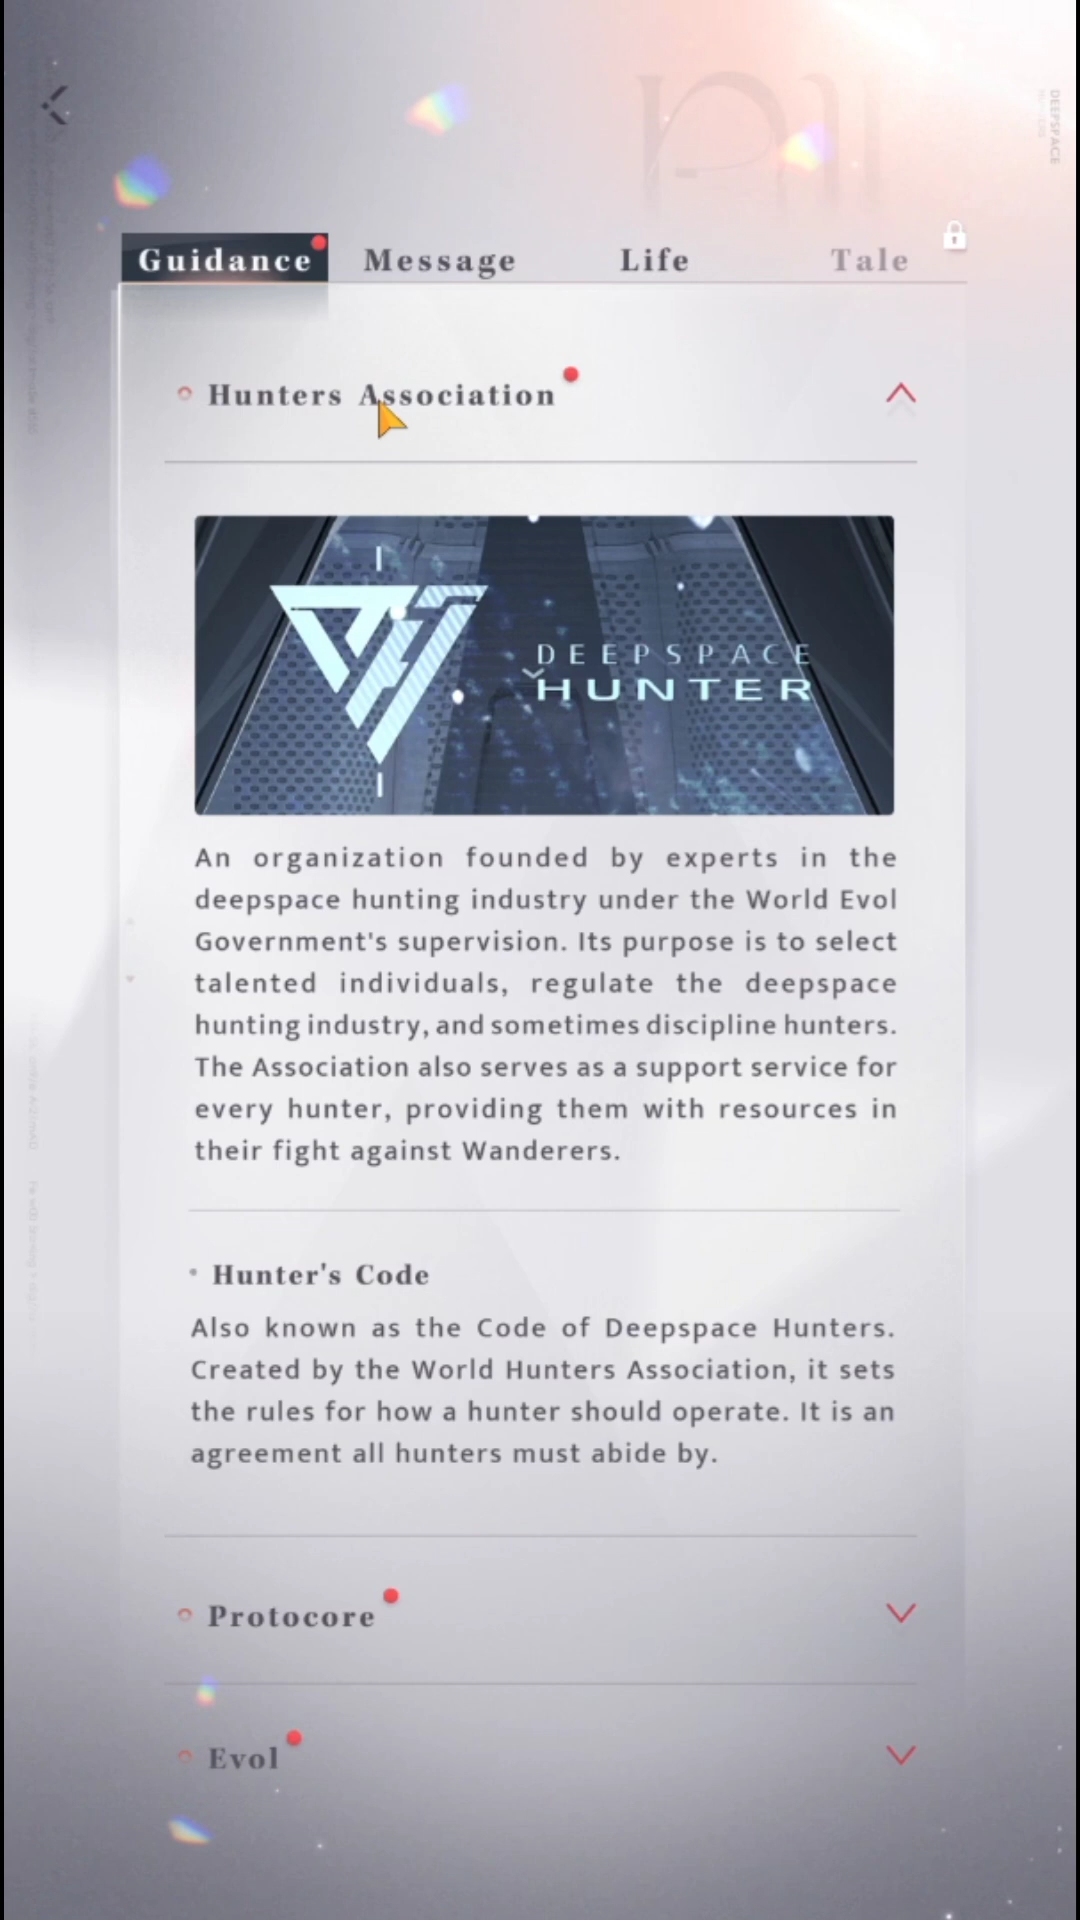 DEEPSPACE
Guidance Message Life Tale
Hunters Association
DEEPSPACE
HUNTER
An organization founded by experts in the
deepspace hunting industry under the World Evol
Government's supervision. Its purpose is to select
talented individuals, regulate the deepspace
hunting industry, and sometimes discipline hunters.
The Association also serves as a support service for
every hunter, providing them with resources in
their fight against Wanderers.
Hunter's Code
Also known as the Code of Deepspace Hunters.
Created by the World Hunters Association, it sets
the rules for how a hunter should operate. It is an
agreement all hunters must abide by.
Protocore
Evol